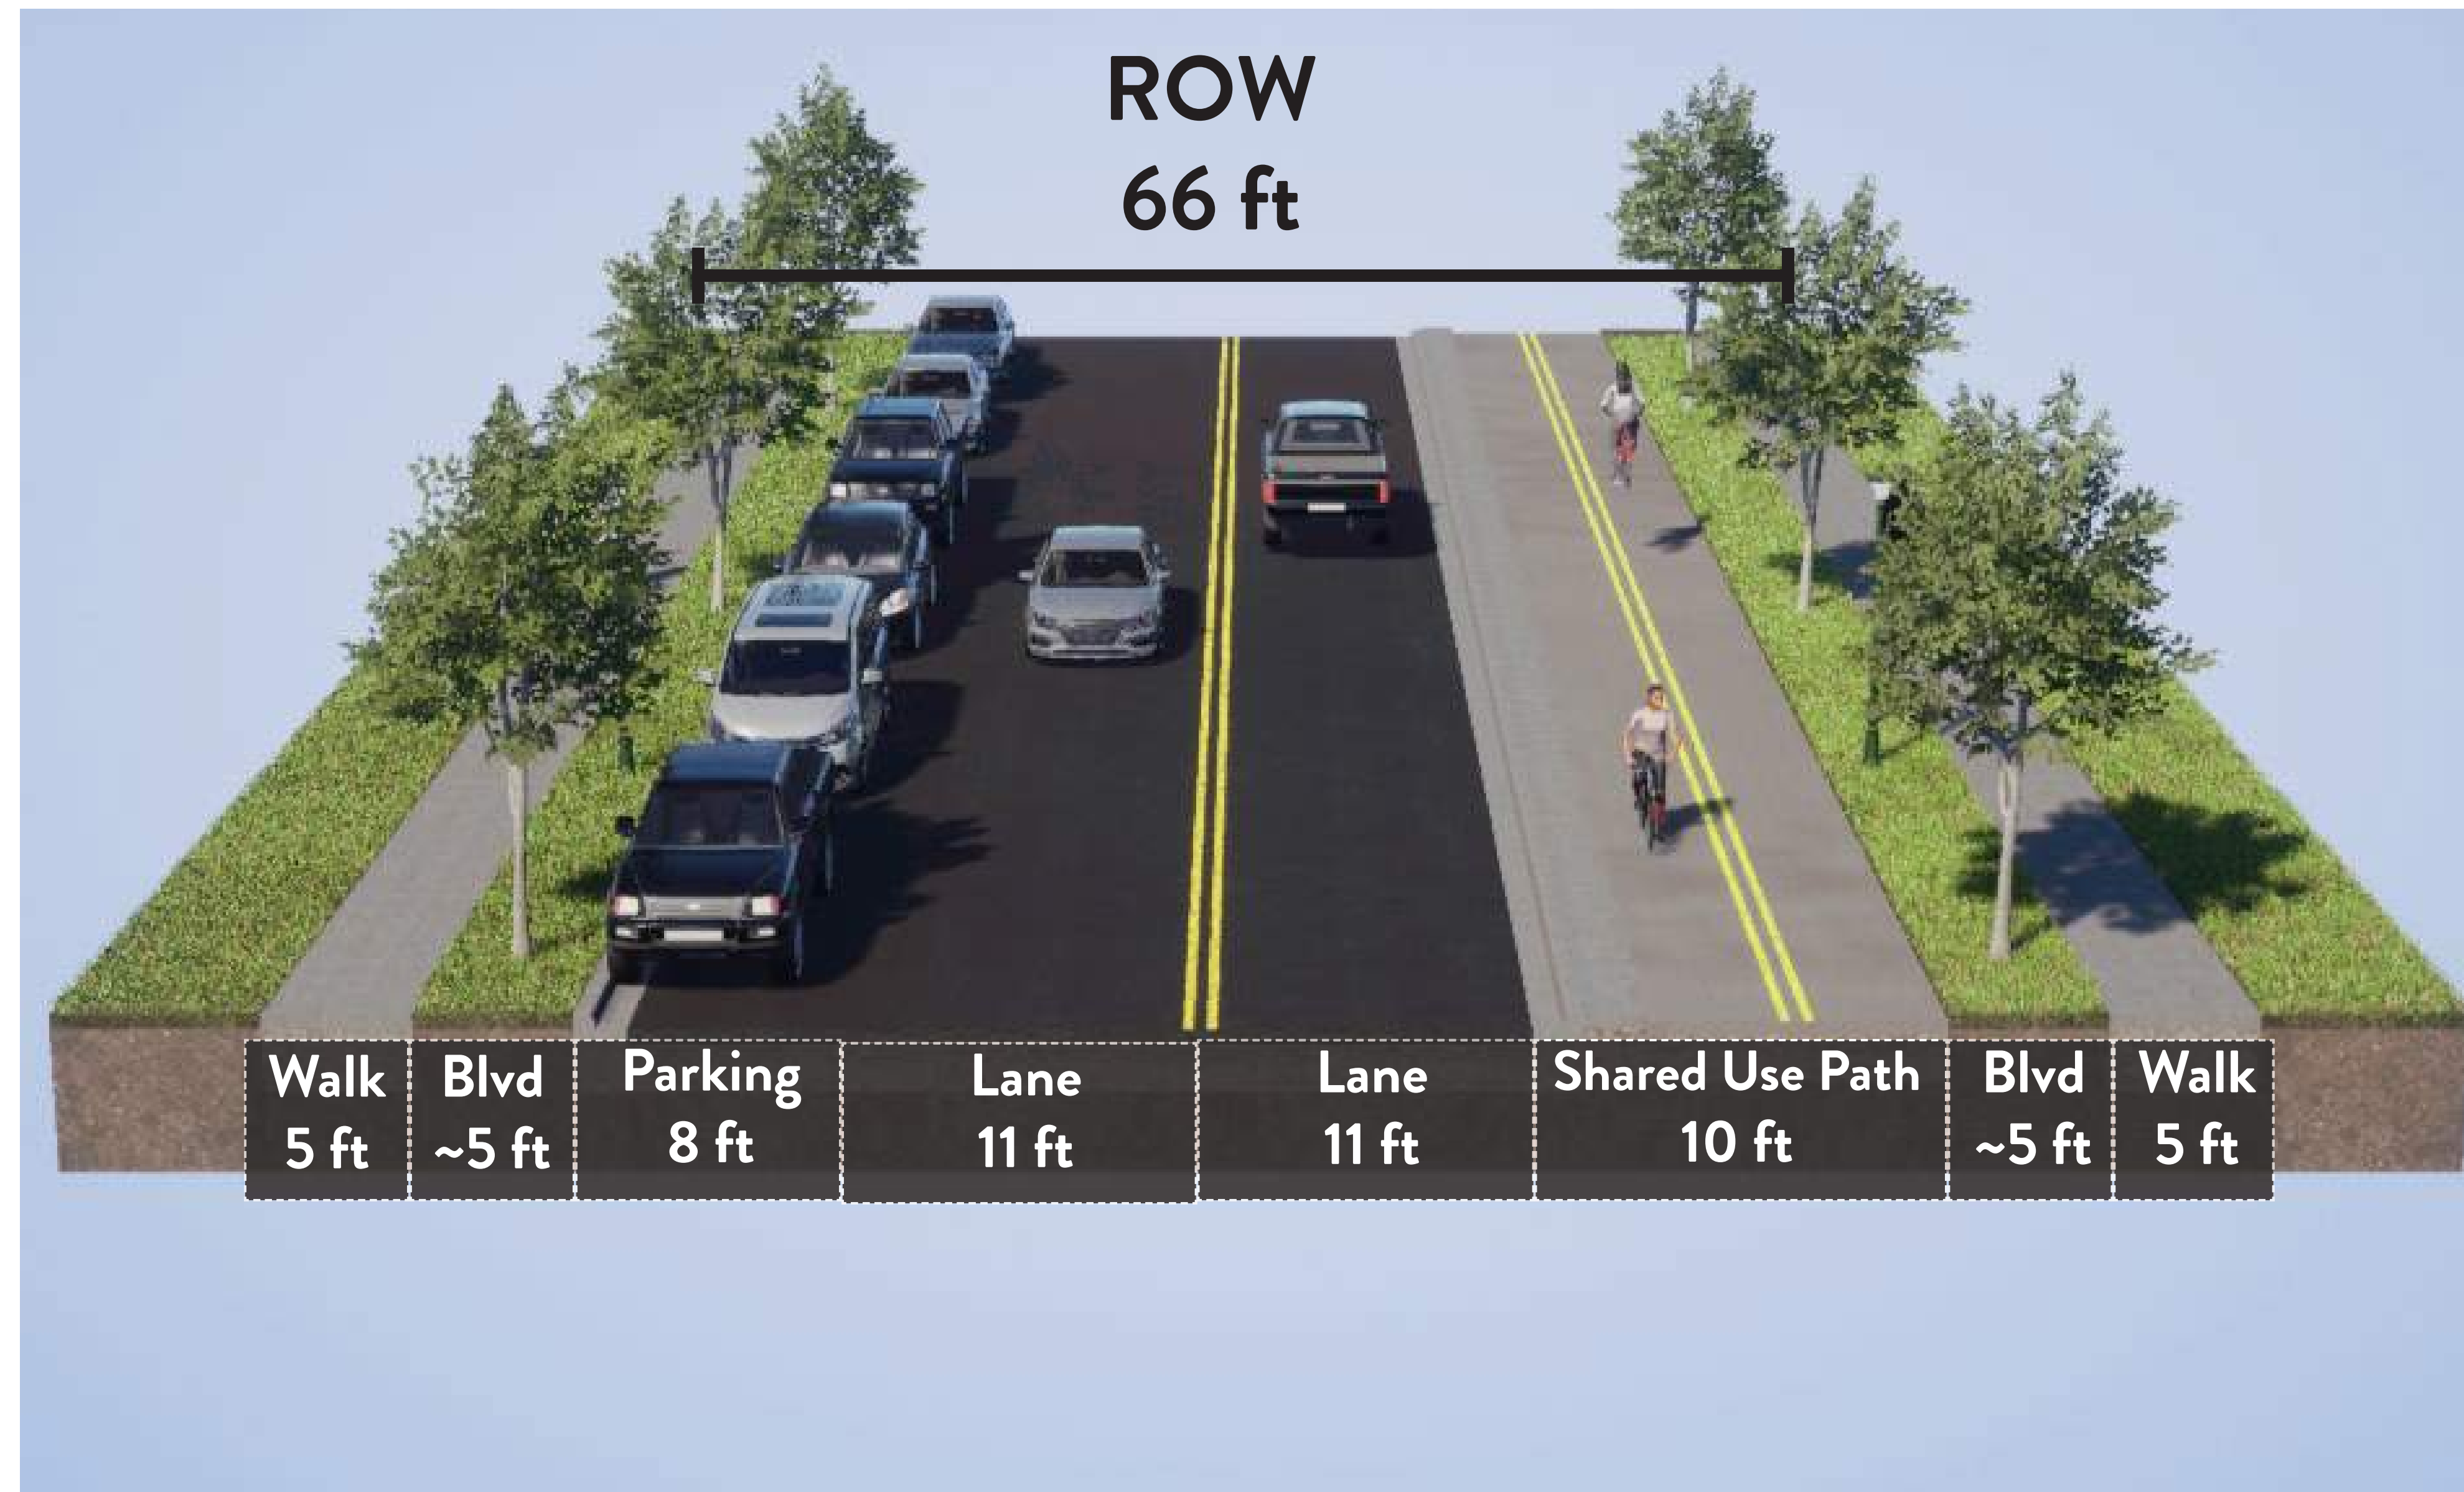 ROW
66 ft
Walk
5 ft
Blvd
~5 ft
Parking
8 ft
Lane
11 ft
Lane
11 ft
Shared Use Path
10 ft
Blvd
~5 ft
Walk
5 ft